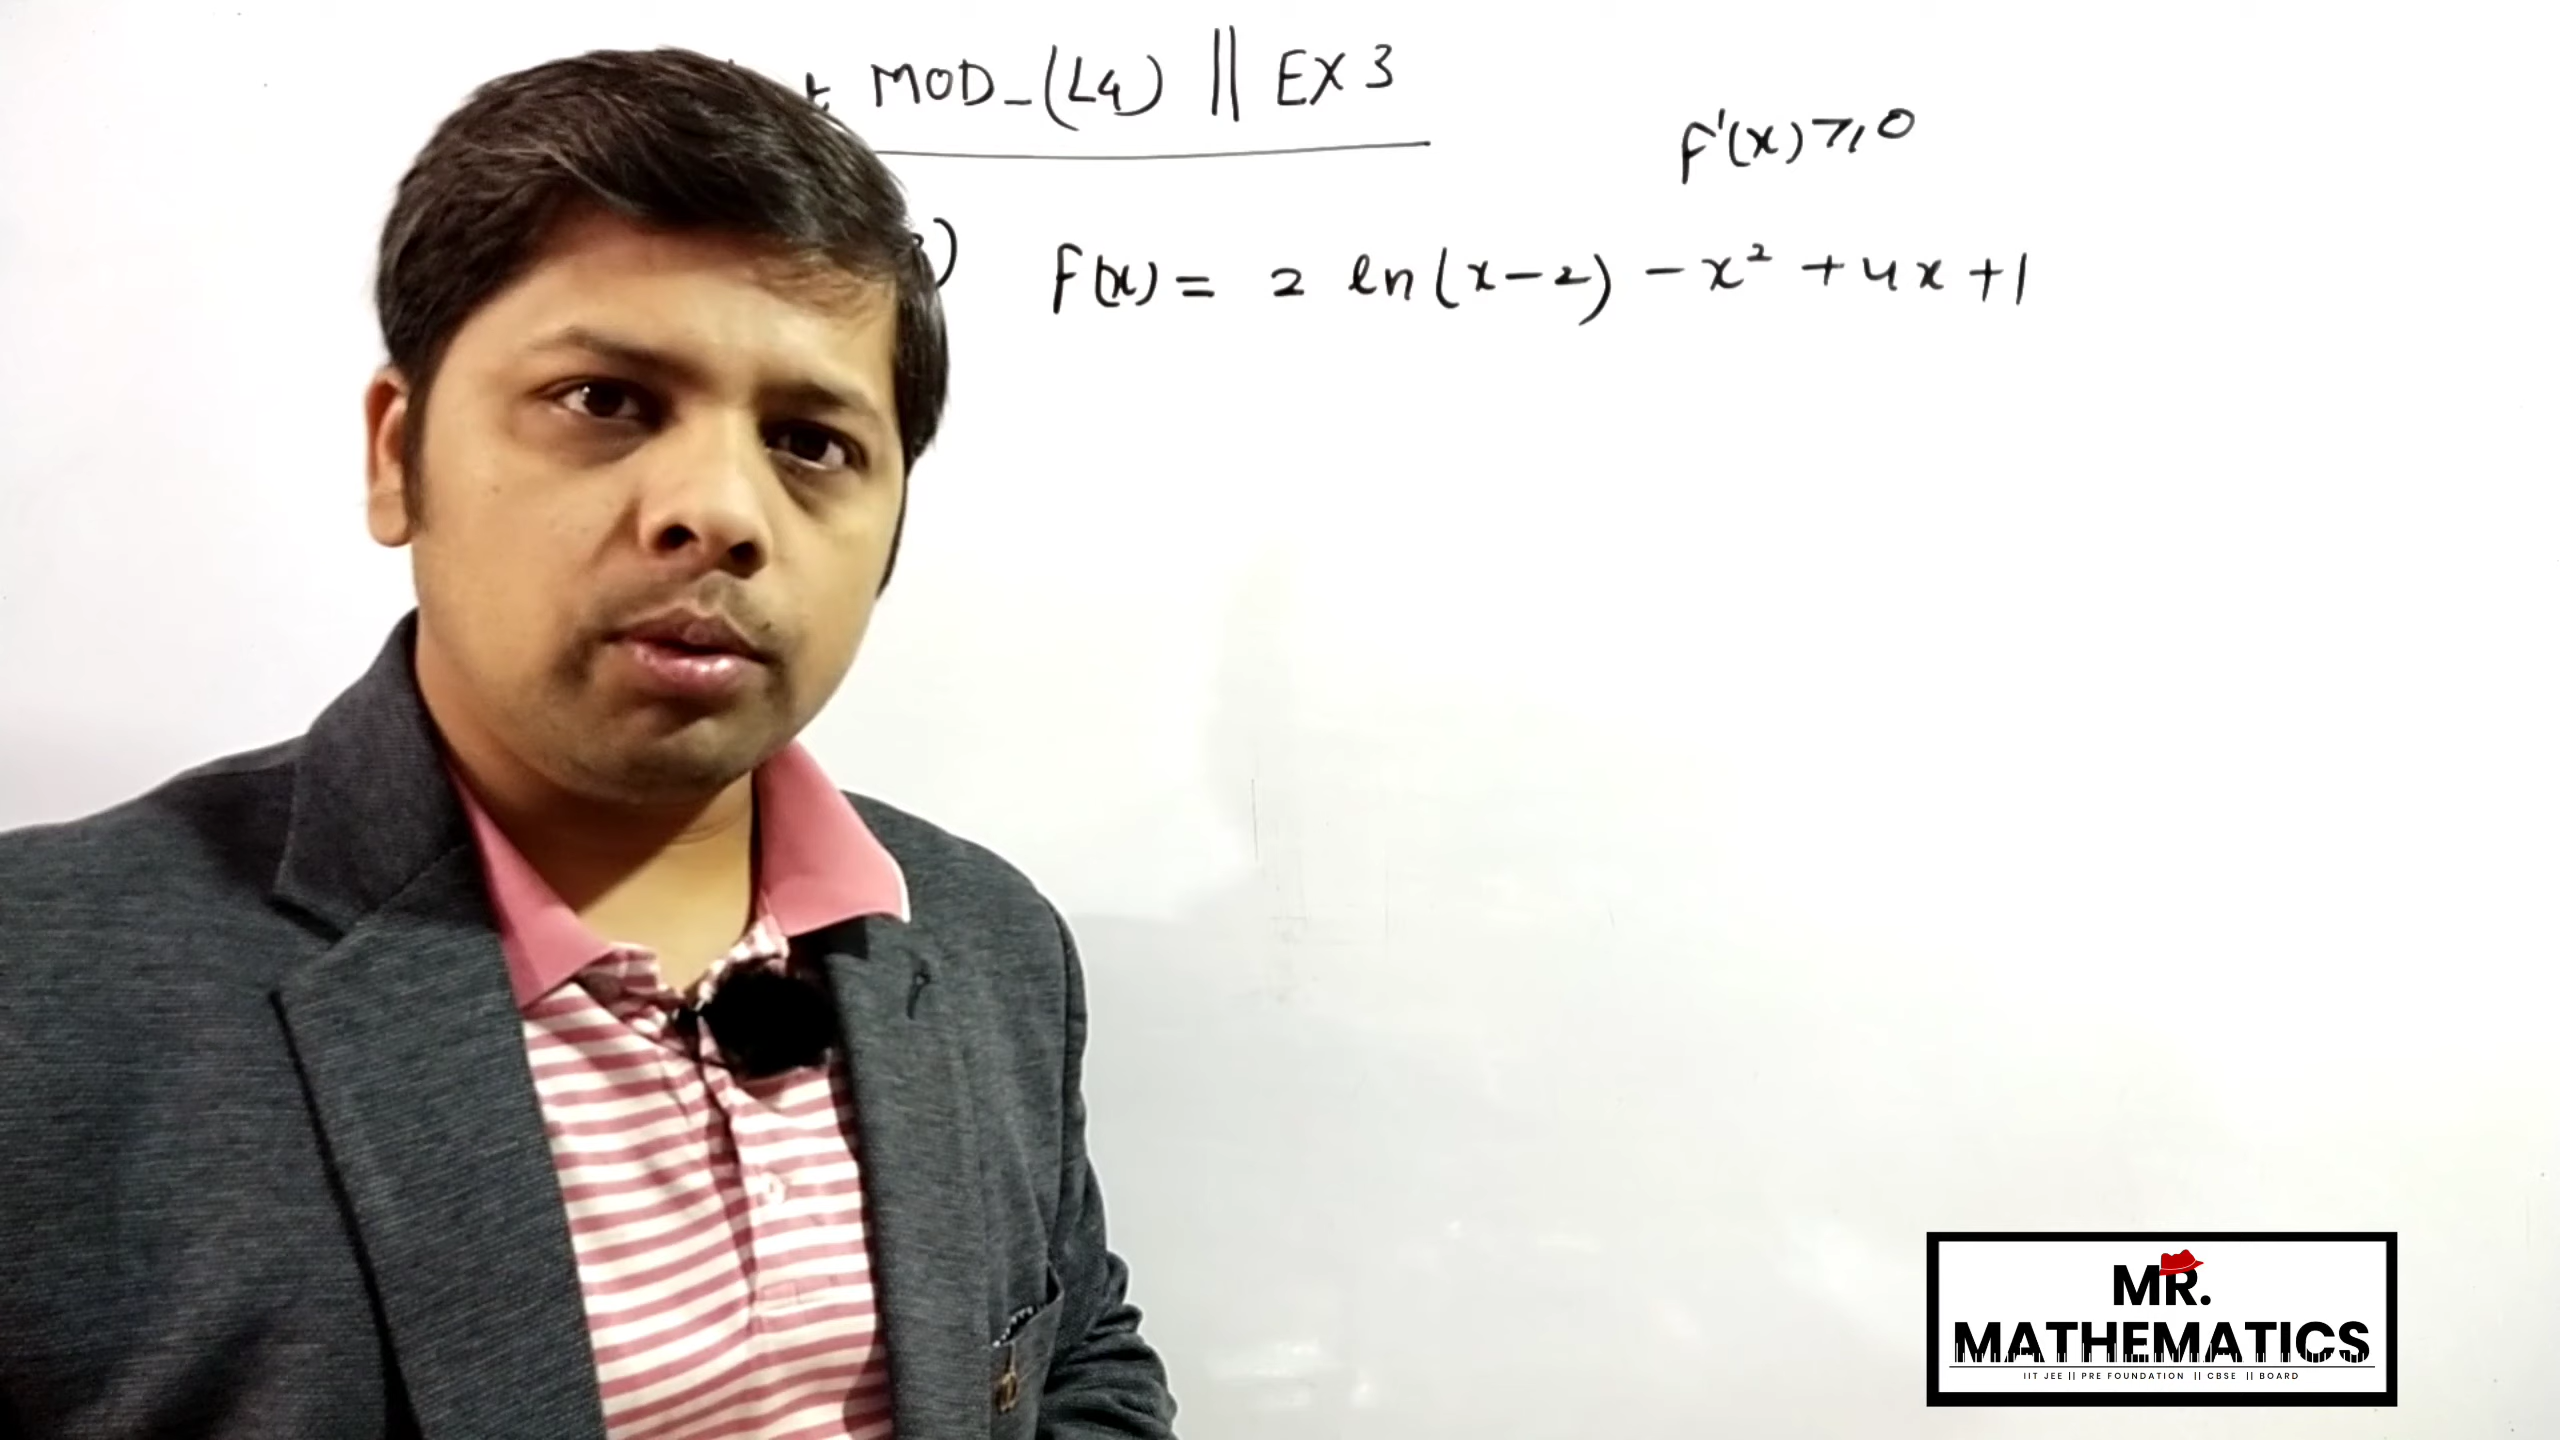 MOD_(L4) || EX 3
F'(x) ⩾ 0
F(x) = 2 ln(x-2) - x² + 4x + 1
MR.
MATHEMATICS
IIT JEE || PRE FOUNDATION || CBSE || BOARD